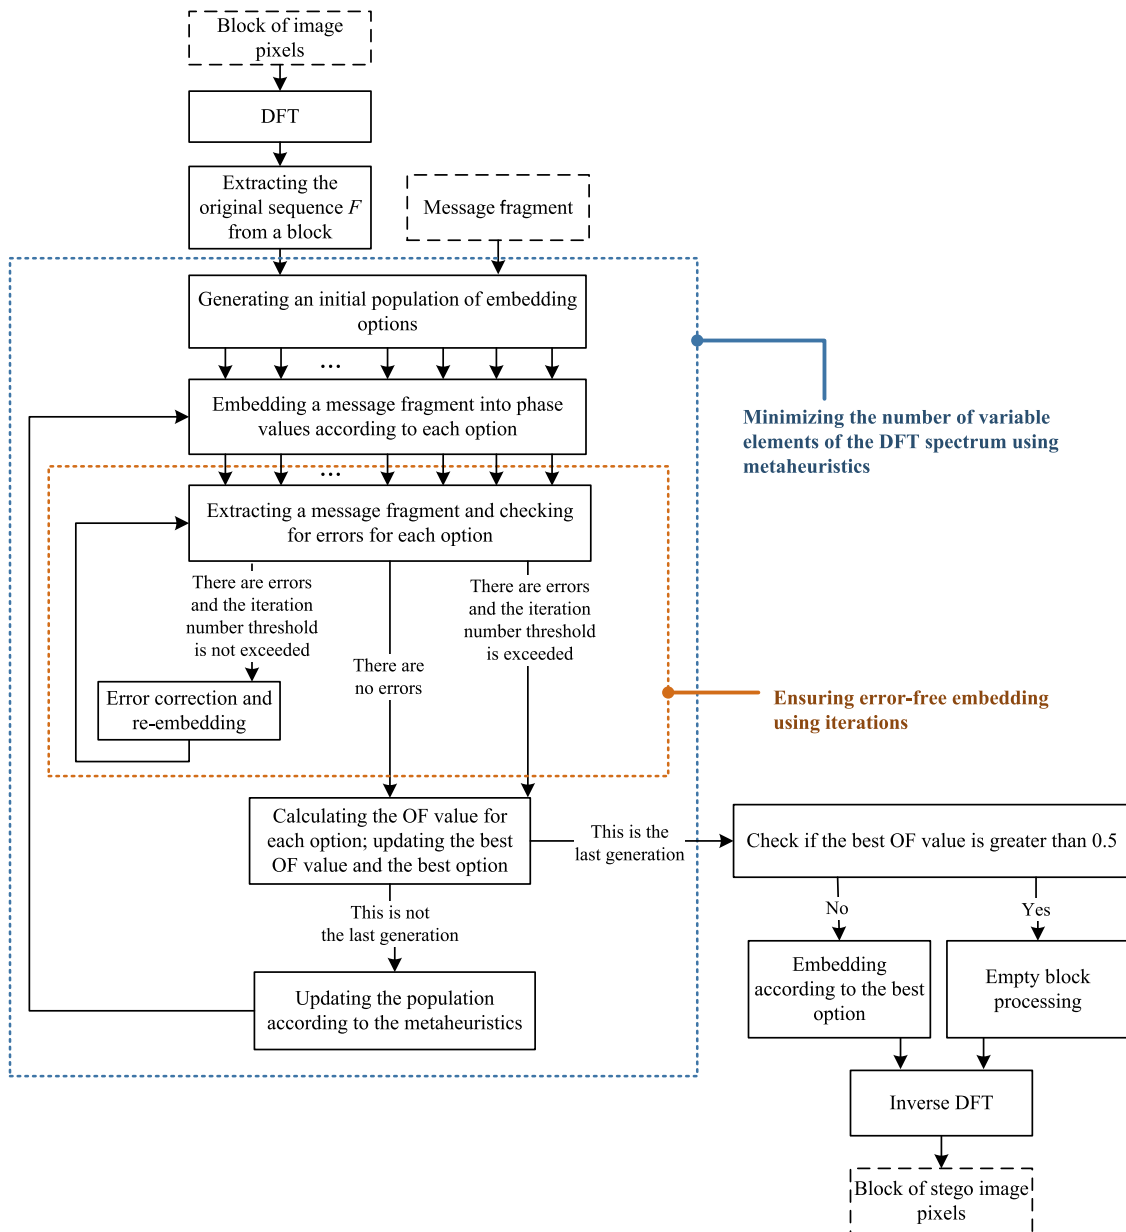 Block of image
pixels
DFT
Extracting the
original sequence F
from a block
Message fragment
Generating an initial population of embedding
options
...
Embedding a message fragment into phase
values according to each option
...
Extracting a message fragment and checking
for errors for each option
There are errors
and the iteration
number threshold
is not exceeded
There are
no errors
There are errors
and the iteration
number threshold
is exceeded
Error correction and
re-embedding
Minimizing the number of variable
elements of the DFT spectrum using
metaheuristics
Ensuring error-free embedding
using iterations
Calculating the OF value for
each option; updating the best
OF value and the best option
This is the
last generation
Check if the best OF value is greater than 0.5
This is not
the last generation
No
Yes
Updating the population
according to the metaheuristics
Embedding
according to the best
option
Empty block
processing
Inverse DFT
Block of stego image
pixels